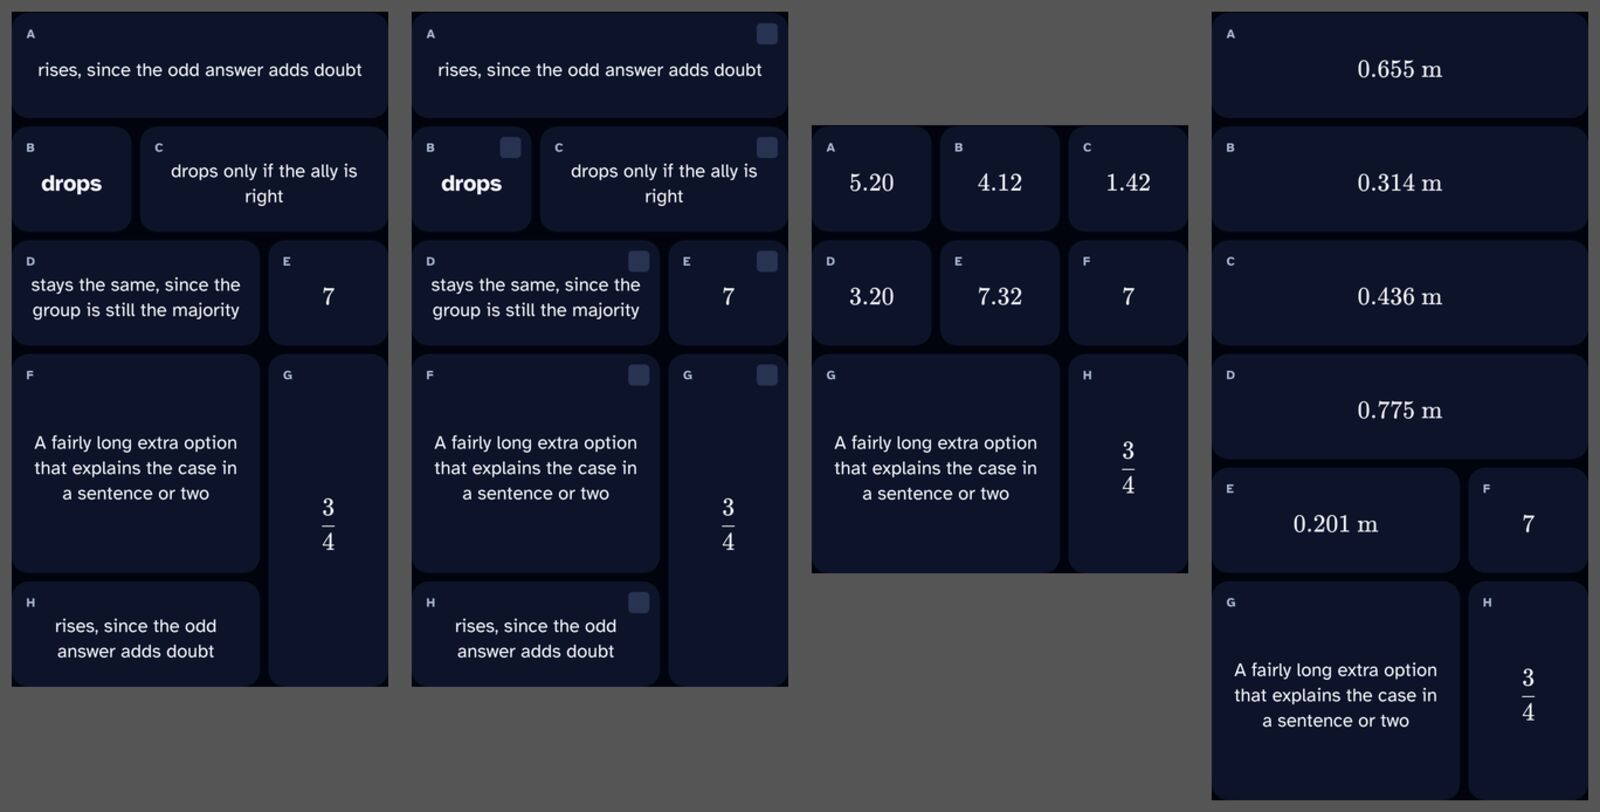 A
rises, since the odd answer adds doubt
B
drops
C
drops only if the ally is
right
D
stays the same, since the
group is still the majority
E
7
F
A fairly long extra option
that explains the case in
a sentence or two
G
3
4
H
rises, since the odd
answer adds doubt
A
rises, since the odd answer adds doubt
B
drops
C
drops only if the ally is
right
D
stays the same, since the
group is still the majority
E
7
F
A fairly long extra option
that explains the case in
a sentence or two
G
3
4
H
rises, since the odd
answer adds doubt
A
5.20
B
4.12
C
1.42
D
3.20
E
7.32
F
7
G
A fairly long extra option
that explains the case in
a sentence or two
H
3
4
A
0.655 m
B
0.314 m
C
0.436 m
D
0.775 m
E
0.201 m
F
7
G
A fairly long extra option
that explains the case in
a sentence or two
H
3
4